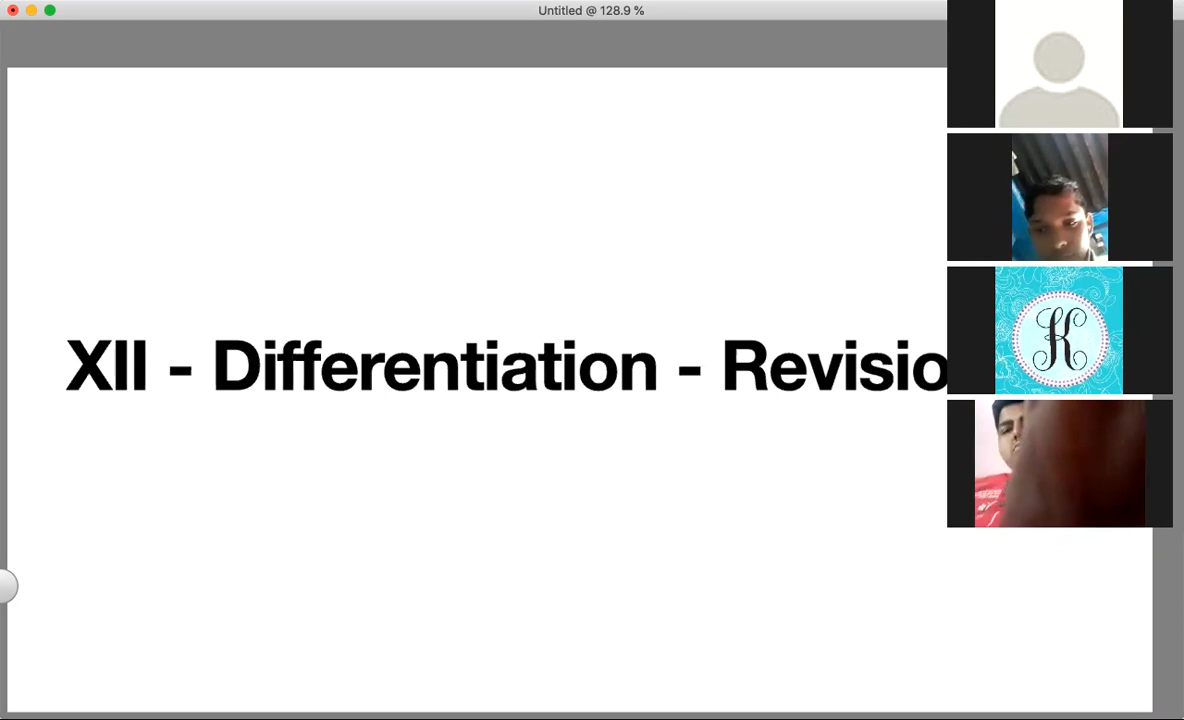 Untitled @ 128.9 %
XII - Differentiation - Revisio
K